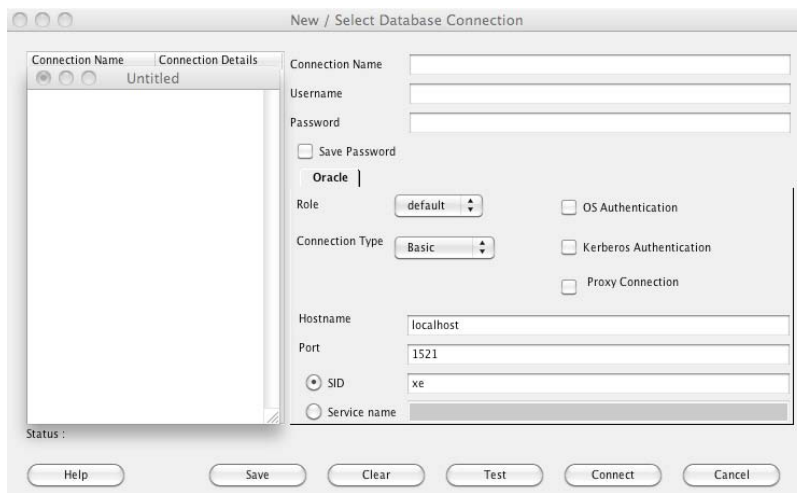 New / Select Database Connection
Connection Name Connection Details
Untitled
Connection Name
Username
Password
Save Password
Oracle
Role default OS Authentication
Connection Type Basic Kerberos Authentication
Proxy Connection
Hostname localhost
Port 1521
SID xe
Service name
Status :
Help Save Clear Test Connect Cancel